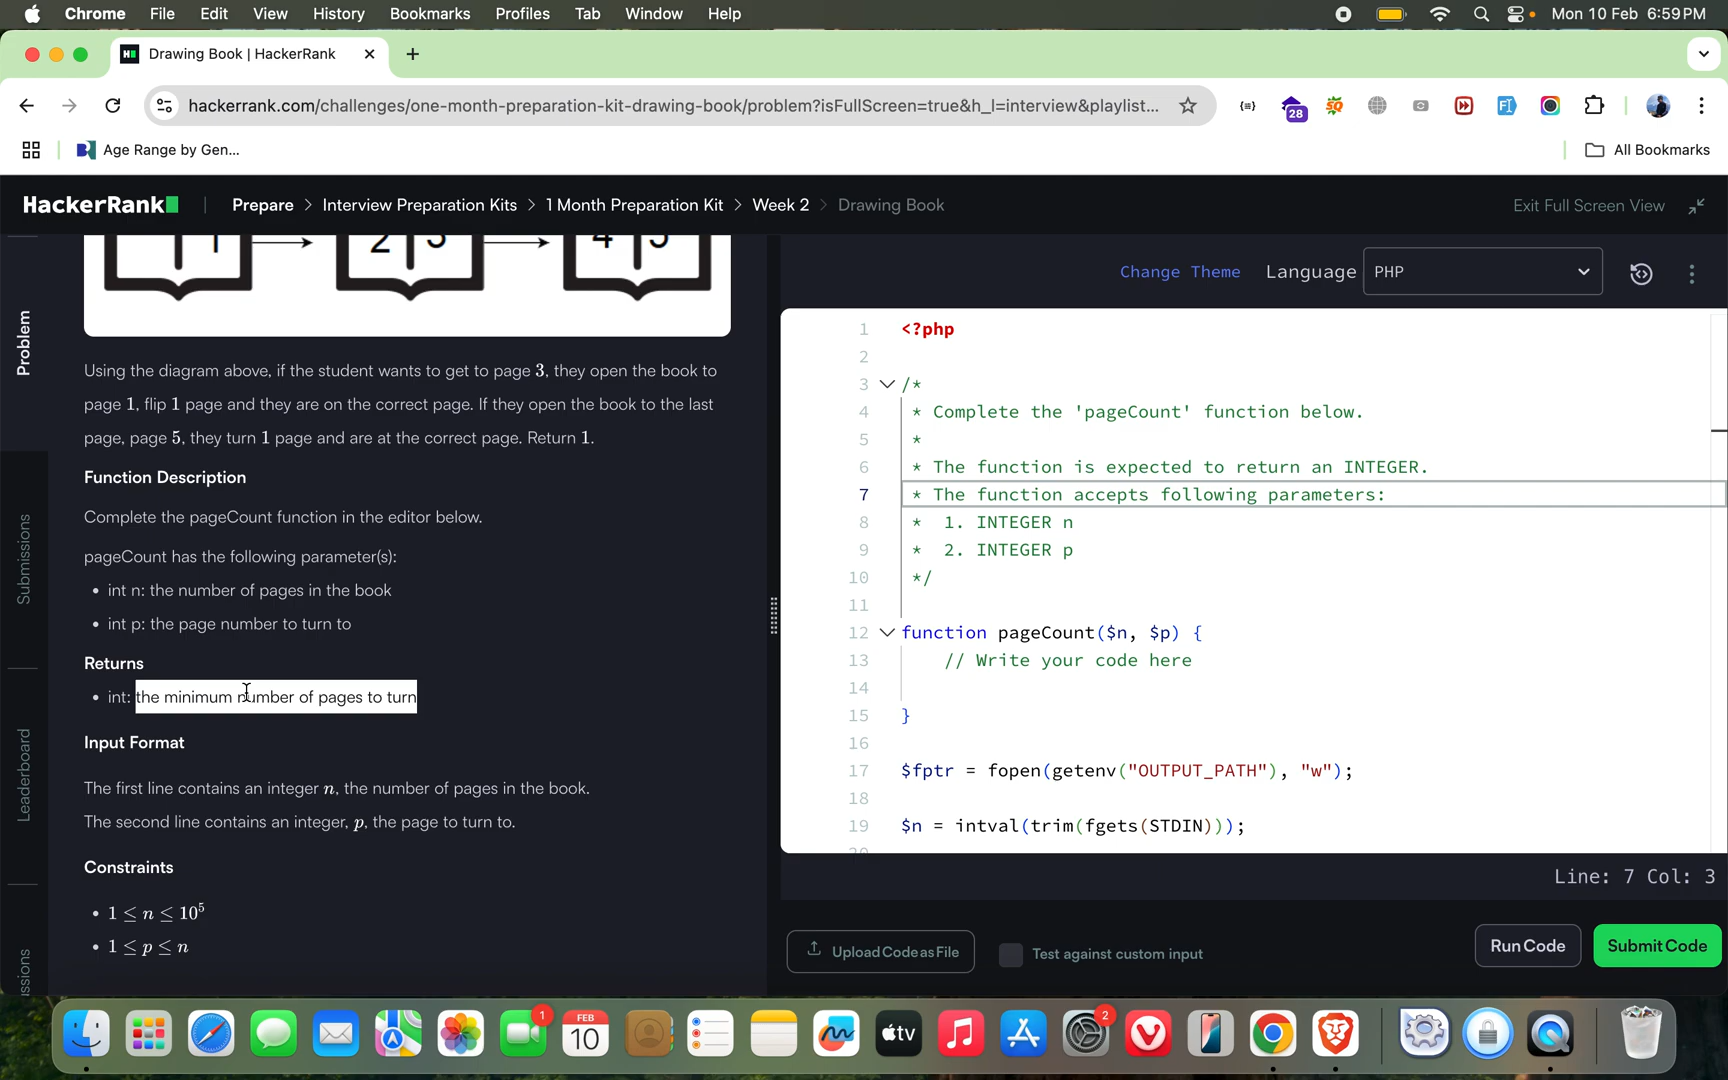 Chrome File Edit View History Bookmarks Profiles Tab Window Help Mon 10 Feb 6:59 PM
Drawing Book | HackerRank
hackerrank.com/challenges/one-month-preparation-kit-drawing-book/problem?isFullScreen=true&h_l=interview&playlist...
28
Age Range by Gen...
All Bookmarks
HackerRank
Prepare > Interview Preparation Kits > 1 Month Preparation Kit > Week 2 > Drawing Book
Exit Full Screen View
Problem
Submissions
Leaderboard
1 2 3 4 5
Using the diagram above, if the student wants to get to page 3, they open the book to
page 1, flip 1 page and they are on the correct page. If they open the book to the last
page, page 5, they turn 1 page and are at the correct page. Return 1.
Function Description
Complete the pageCount function in the editor below.
pageCount has the following parameter(s):
• int n: the number of pages in the book
• int p: the page number to turn to
Returns
• int: the minimum number of pages to turn
Input Format
The first line contains an integer n, the number of pages in the book.
The second line contains an integer, p, the page to turn to.
Constraints
• 1 ≤ n ≤ 10⁵
• 1 ≤ p ≤ n
Change Theme Language PHP
1 <?php
2
3 /*
4 * Complete the 'pageCount' function below.
5 *
6 * The function is expected to return an INTEGER.
7 * The function accepts following parameters:
8 * 1. INTEGER n
9 * 2. INTEGER p
10 */
11
12 function pageCount($n, $p) {
13 // Write your code here
14
15 }
16
17 $fptr = fopen(getenv("OUTPUT_PATH"), "w");
18
19 $n = intval(trim(fgets(STDIN)));
20
Line: 7 Col: 3
Upload Code as File
Test against custom input
Run Code
Submit Code
1
FEB
10
tv
2